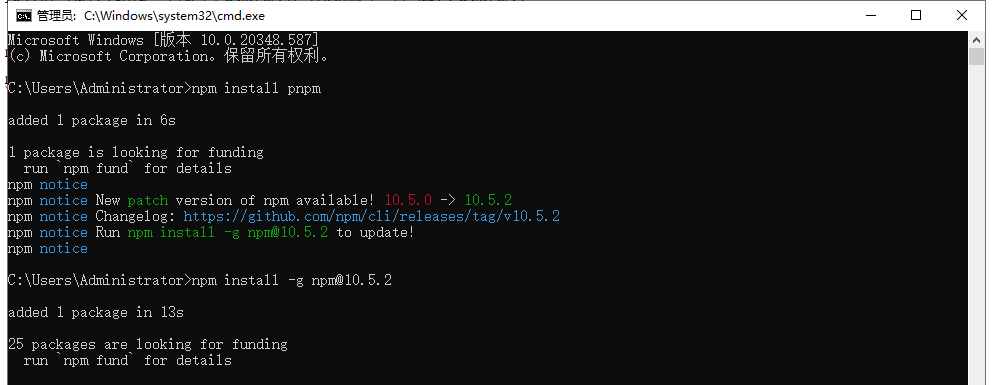 管理员: C:\Windows\system32\cmd.exe
Microsoft Windows [版本 10.0.20348.587]
(c) Microsoft Corporation。保留所有权利。
C:\Users\Administrator>npm install pnpm
added 1 package in 6s
1 package is looking for funding
  run `npm fund` for details
npm notice
npm notice New patch version of npm available! 10.5.0 -> 10.5.2
npm notice Changelog: https://github.com/npm/cli/releases/tag/v10.5.2
npm notice Run npm install -g npm@10.5.2 to update!
npm notice
C:\Users\Administrator>npm install -g npm@10.5.2
added 1 package in 13s
25 packages are looking for funding
  run `npm fund` for details